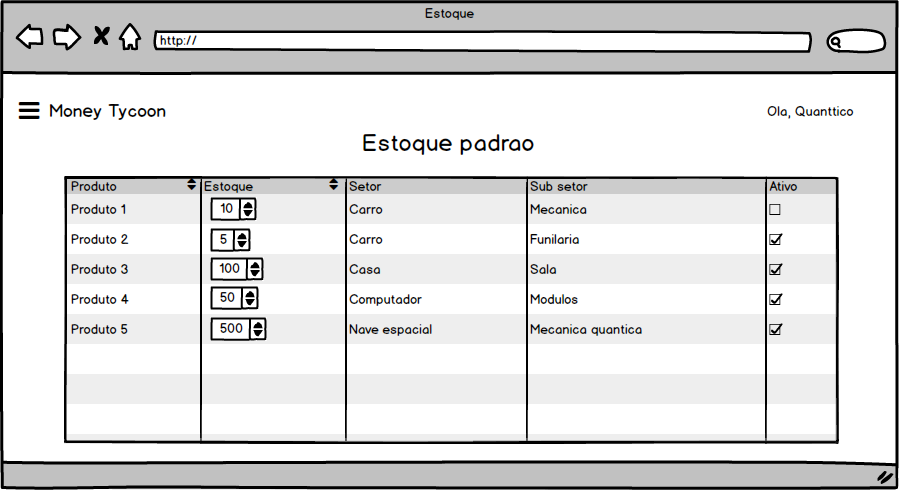 Estoque
http://
Money Tycoon
Ola, Quanttico
Estoque padrao
Produto Estoque Setor Sub setor Ativo
Produto 1 10 Carro Mecanica
Produto 2 5 Carro Funilaria
Produto 3 100 Casa Sala
Produto 4 50 Computador Modulos
Produto 5 500 Nave espacial Mecanica quantica